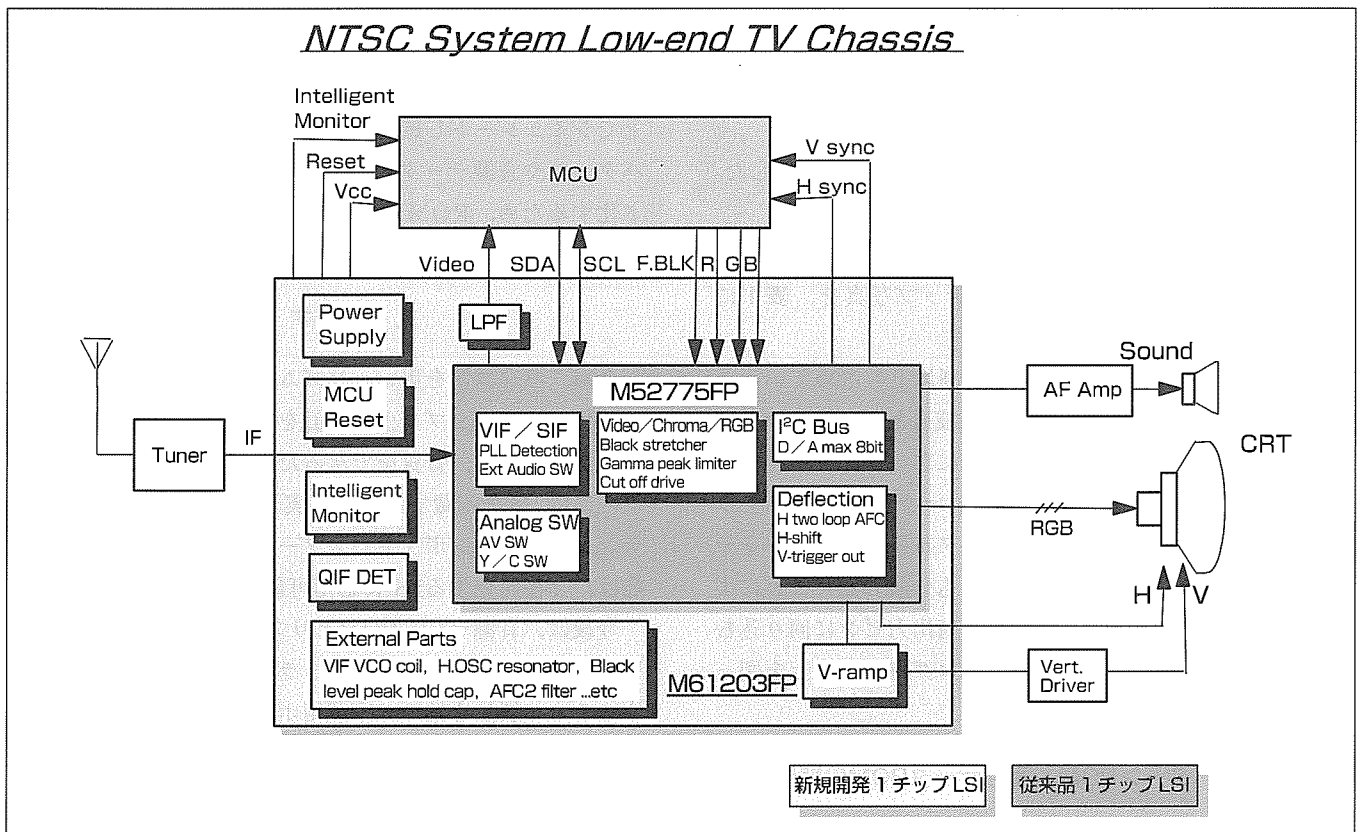 NTSC System Low-end TV Chassis
Intelligent
Monitor
Reset
Vcc
MCU
V sync
H sync
Video
SDA
SCL
F.BLK
R
G
B
Power
Supply
LPF
MCU
Reset
Intelligent
Monitor
QIF DET
Tuner
IF
M52775FP
VIF／SIF
PLL Detection
Ext Audio SW
Video／Chroma／RGB
Black stretcher
Gamma peak limiter
Cut off drive
I²C Bus
D／A max 8bit
Analog SW
AV SW
Y／C SW
Deflection
H two loop AFC
H-shift
V-trigger out
Sound
AF Amp
CRT
RGB
H
V
External Parts
VIF VCO coil, H.OSC resonator, Black
level peak hold cap, AFC2 filter ...etc
M61203FP
V-ramp
Vert.
Driver
新規開発1チップLSI
従来品1チップLSI